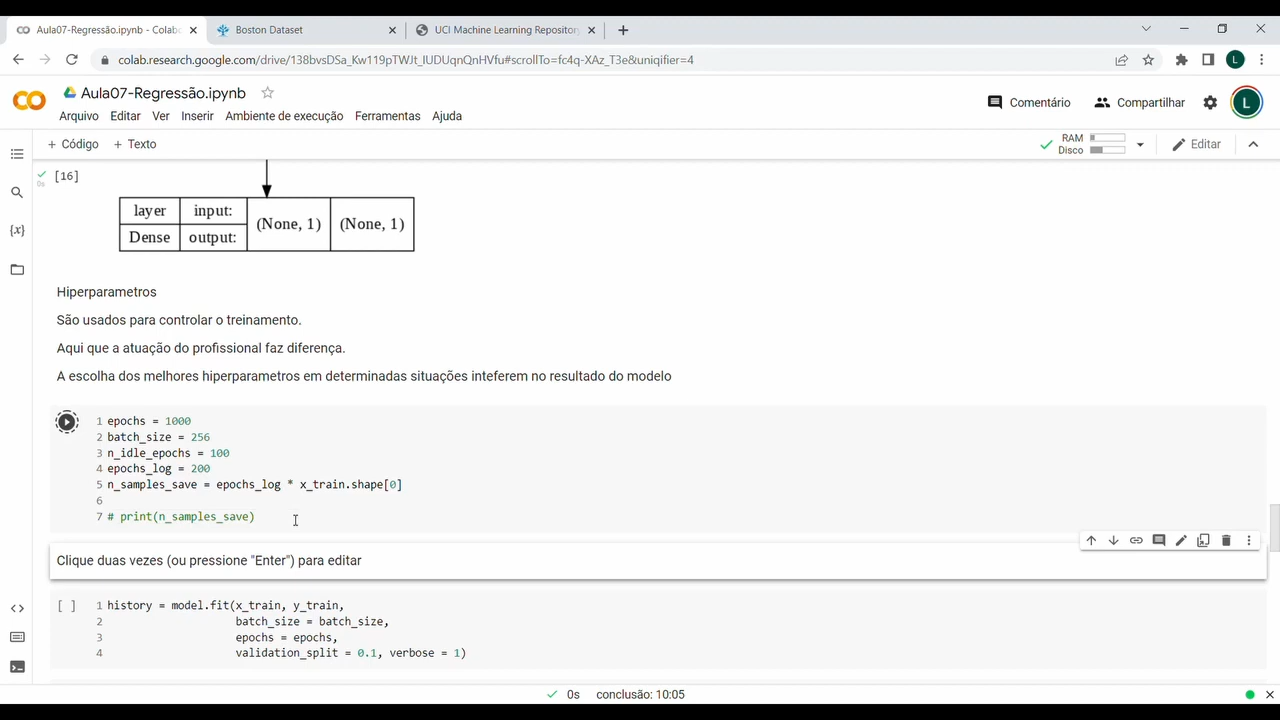 Aula07-Regressão.ipynb - Colab
Boston Dataset
UCI Machine Learning Repository
colab.research.google.com/drive/138bvsDSa_Kw119pTWJt_IUDUqnQnHVfu#scrollTo=fc4q-XAz_T3e&uniqifier=4
L
Aula07-Regressão.ipynb
Comentário
Compartilhar
L
Arquivo Editar Ver Inserir Ambiente de execução Ferramentas Ajuda
+ Código + Texto
RAM
Disco
Editar
0s
[16]
layer input: (None, 1) (None, 1)
Dense output:
Hiperparametros
São usados para controlar o treinamento.
Aqui que a atuação do profissional faz diferença.
A escolha dos melhores hiperparametros em determinadas situações inteferem no resultado do modelo
1 epochs = 1000
2 batch_size = 256
3 n_idle_epochs = 100
4 epochs_log = 200
5 n_samples_save = epochs_log * x_train.shape[0]
6
7 # print(n_samples_save)
Clique duas vezes (ou pressione "Enter") para editar
[ ] 1 history = model.fit(x_train, y_train,
2 batch_size = batch_size,
3 epochs = epochs,
4 validation_split = 0.1, verbose = 1)
0s conclusão: 10:05